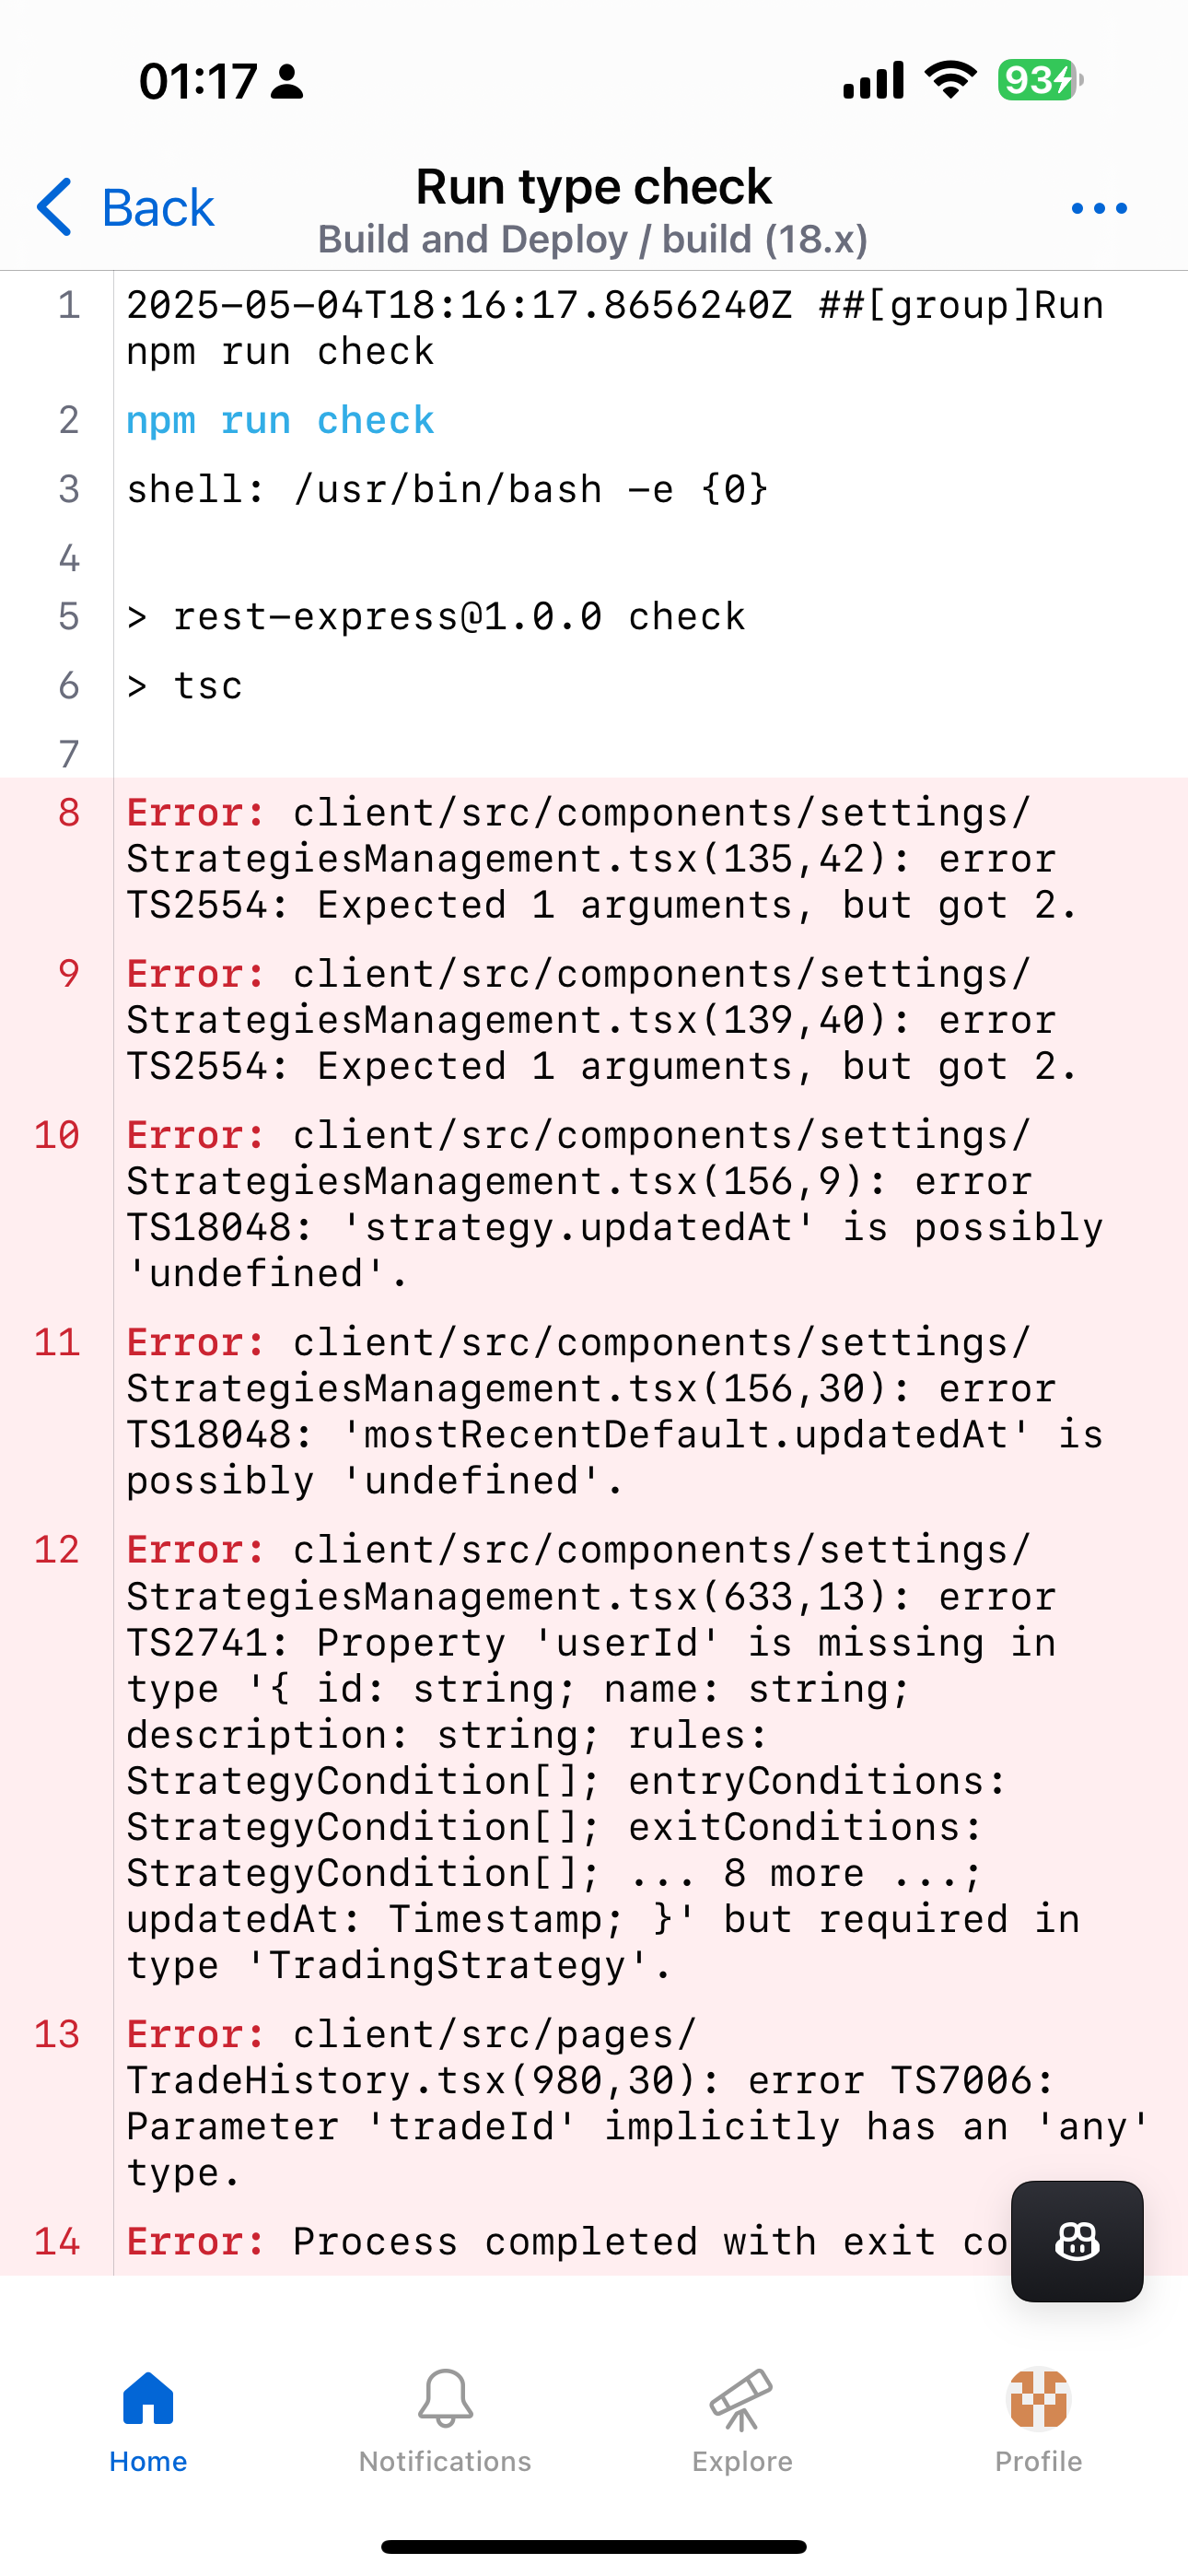 01:17
93
Back
Run type check
Build and Deploy / build (18.x)
1 2025-05-04T18:16:17.8656240Z ##[group]Run
npm run check
2 npm run check
3 shell: /usr/bin/bash -e {0}
4
5 > rest-express@1.0.0 check
6 > tsc
7
8 Error: client/src/components/settings/
StrategiesManagement.tsx(135,42): error
TS2554: Expected 1 arguments, but got 2.
9 Error: client/src/components/settings/
StrategiesManagement.tsx(139,40): error
TS2554: Expected 1 arguments, but got 2.
10 Error: client/src/components/settings/
StrategiesManagement.tsx(156,9): error
TS18048: 'strategy.updatedAt' is possibly
'undefined'.
11 Error: client/src/components/settings/
StrategiesManagement.tsx(156,30): error
TS18048: 'mostRecentDefault.updatedAt' is
possibly 'undefined'.
12 Error: client/src/components/settings/
StrategiesManagement.tsx(633,13): error
TS2741: Property 'userId' is missing in
type '{ id: string; name: string;
description: string; rules:
StrategyCondition[]; entryConditions:
StrategyCondition[]; exitConditions:
StrategyCondition[]; ... 8 more ...;
updatedAt: Timestamp; }' but required in
type 'TradingStrategy'.
13 Error: client/src/pages/
TradeHistory.tsx(980,30): error TS7006:
Parameter 'tradeId' implicitly has an 'any'
type.
14 Error: Process completed with exit co
Home
Notifications
Explore
Profile